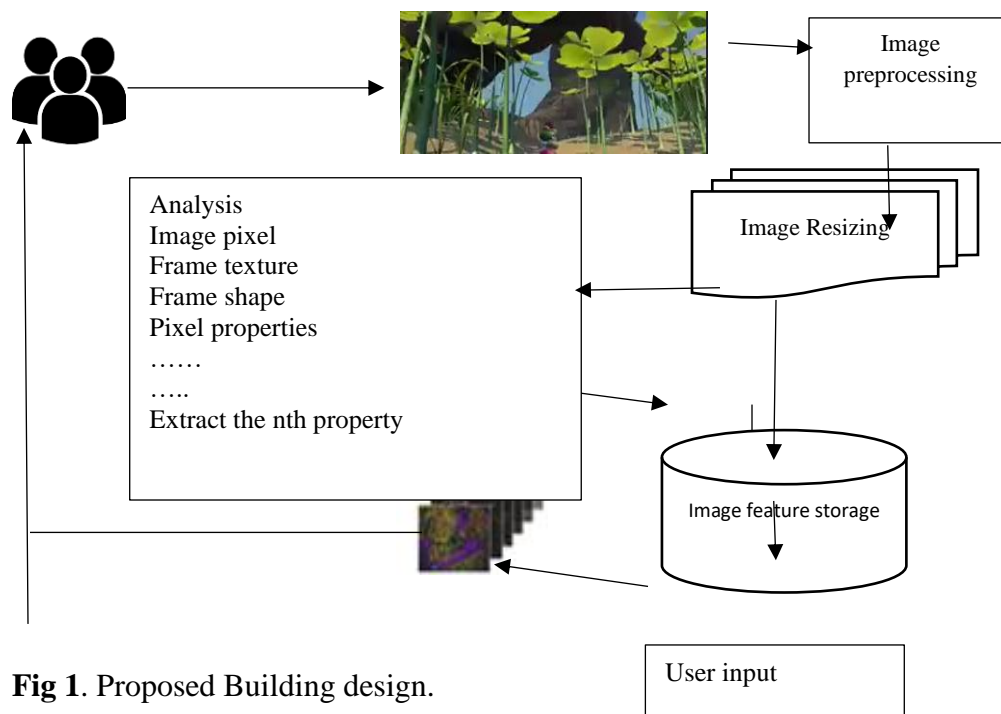 Image
preprocessing
Image Resizing
Analysis
Image pixel
Frame texture
Frame shape
Pixel properties
……
…..
Extract the nth property
Image feature storage
User input
Fig 1. Proposed Building design.